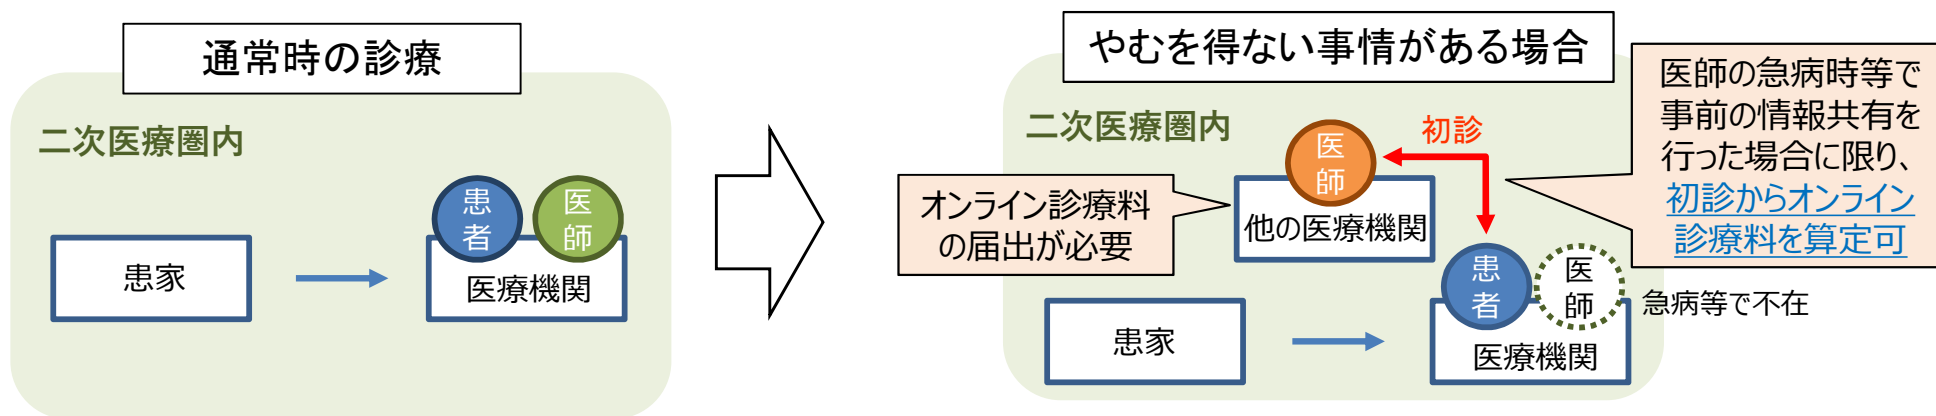 通常時の診療
二次医療圏内
患
者
医
師
患家
医療機関
やむを得ない事情がある場合
二次医療圏内
医
師
初診
他の医療機関
オンライン診療料
の届出が必要
医師の急病時等で
事前の情報共有を
行った場合に限り、
初診からオンライン
診療料を算定可
患
者
医
師
急病等で不在
患家
医療機関